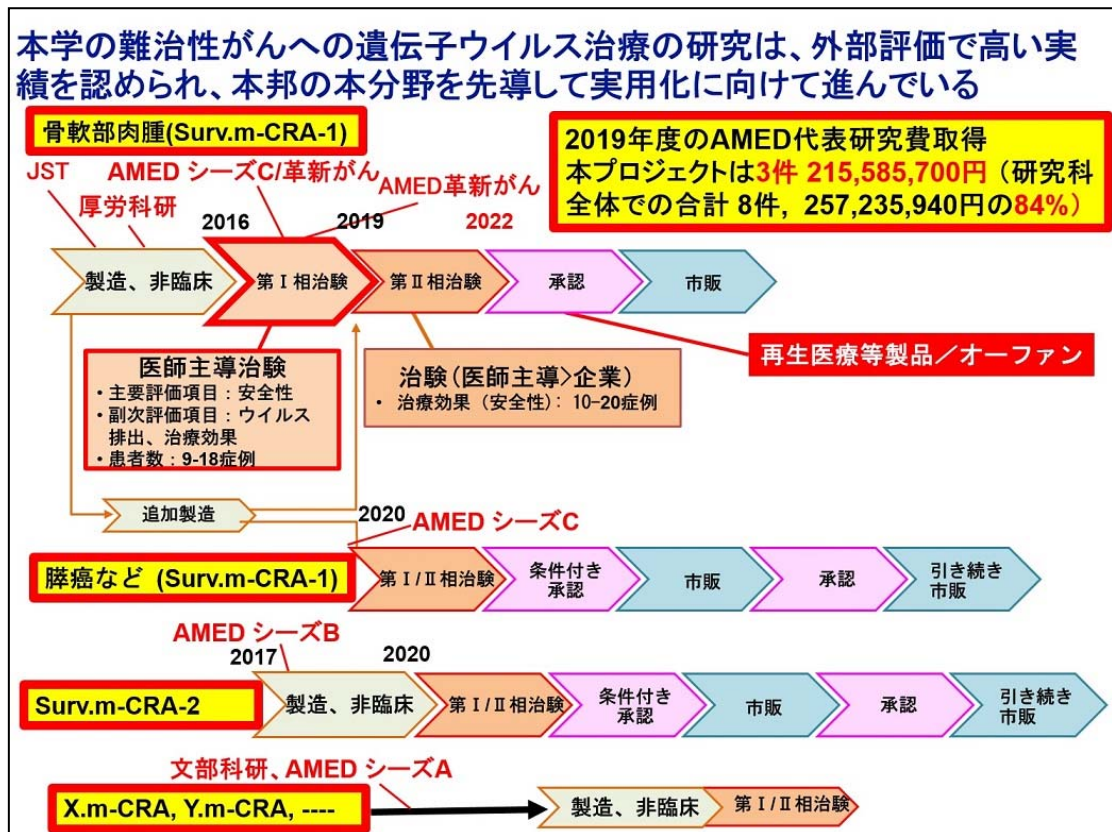 本学の難治性がんへの遺伝子ウイルス治療の研究は、外部評価で高い実
績を認められ、本邦の本分野を先導して実用化に向けて進んでいる
骨軟部肉腫(Surv.m-CRA-1)
2019年度のAMED代表研究費取得
本プロジェクトは3件 215,585,700円 (研究科
全体での合計 8件, 257,235,940円の84%)
JST
厚労科研
AMED シーズC/革新がん
AMED革新がん
2016
2019
2022
製造、非臨床
第Ⅰ相治験
第Ⅱ相治験
承認
市販
再生医療等製品/オーファン
医師主導治験
・主要評価項目:安全性
・副次評価項目:ウイルス
排出、治療効果
・患者数:9-18症例
治験(医師主導>企業)
・治療効果 (安全性): 10-20症例
追加製造
2020
AMED シーズC
膵癌など (Surv.m-CRA-1)
第Ⅰ/Ⅱ相治験
条件付き
承認
市販
承認
引き続き
市販
AMED シーズB
2017
2020
Surv.m-CRA-2
製造、非臨床
第Ⅰ/Ⅱ相治験
条件付き
承認
市販
承認
引き続き
市販
文部科研、AMED シーズA
X.m-CRA, Y.m-CRA, ----
製造、非臨床
第Ⅰ/Ⅱ相治験